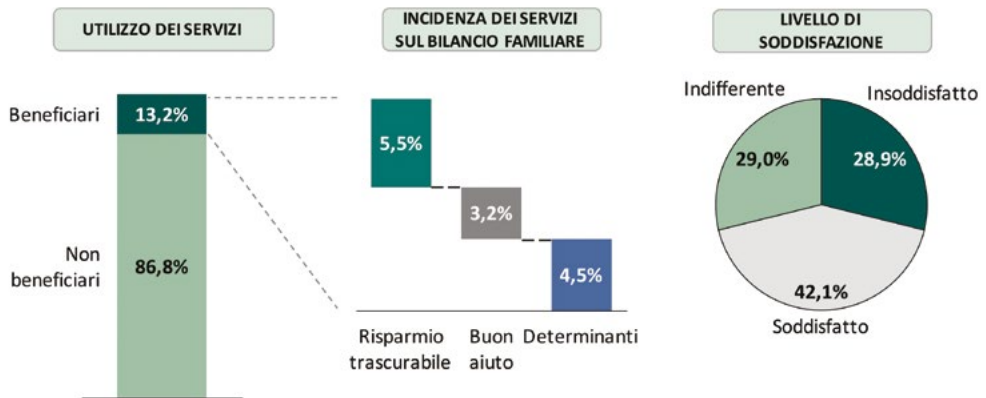 UTILIZZO DEI SERVIZI
Beneficiari
13,2%
Non
beneficiari
86,8%
INCIDENZA DEI SERVIZI
SUL BILANCIO FAMILIARE
5,5%
3,2%
4,5%
Risparmio
trascurabile
Buon
aiuto
Determinanti
LIVELLO DI
SODDISFAZIONE
Indifferente
Insoddisfatto
29,0%
28,9%
42,1%
Soddisfatto